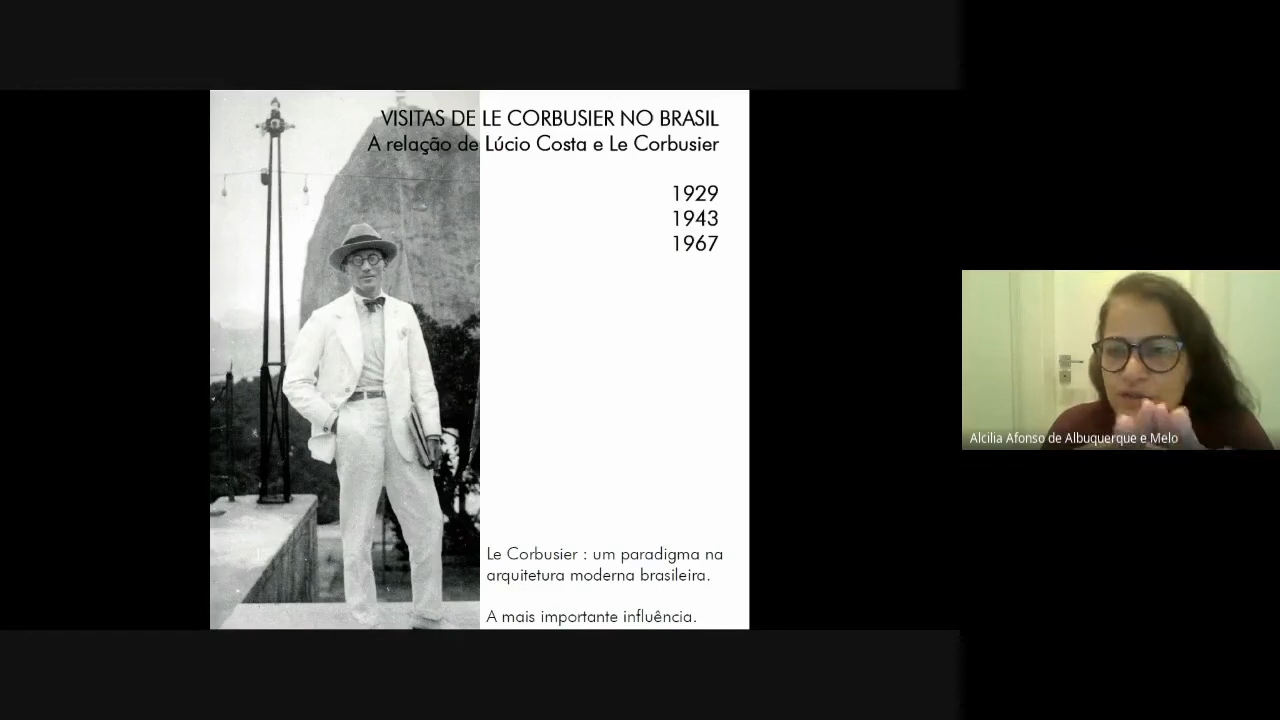 VISITAS DE LE CORBUSIER NO BRASIL
A relação de Lúcio Costa e Le Corbusier
1929
1943
1967
Le Corbusier : um paradigma na
arquitetura moderna brasileira.
A mais importante influência.
Alcilia Afonso de Albuquerque e Melo